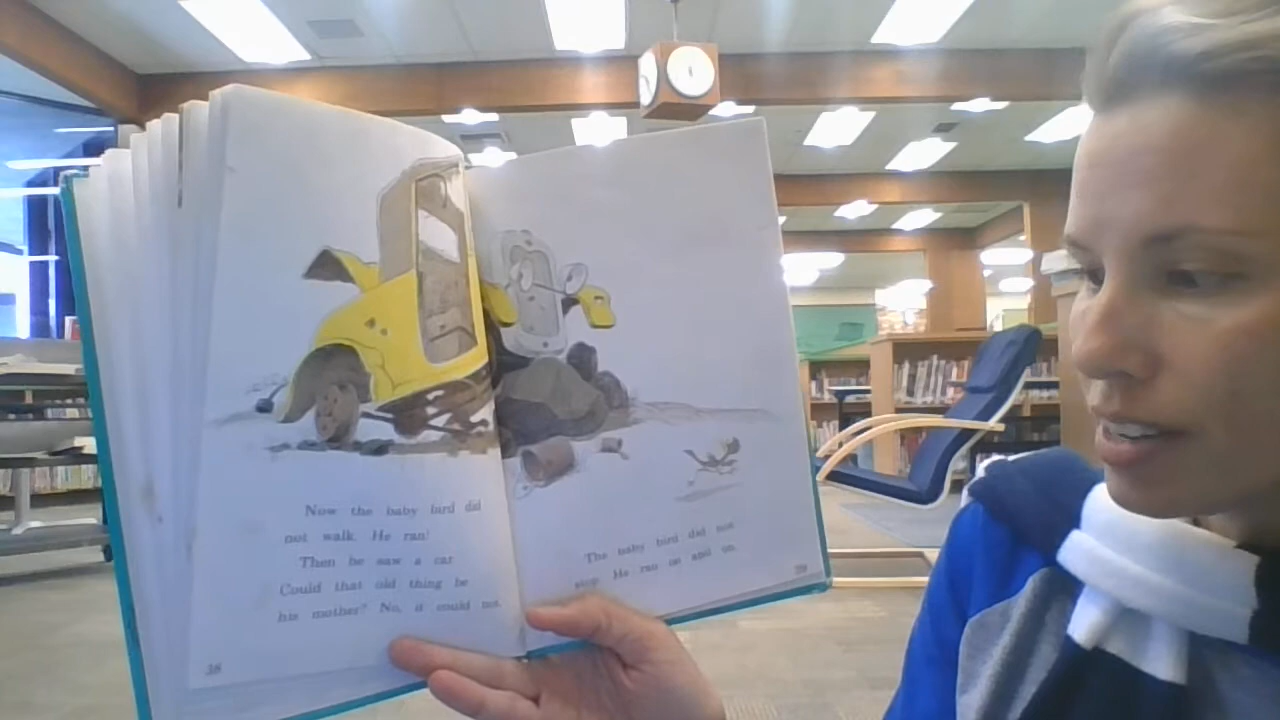 Now the baby bird did
not walk. He ran!
Then he saw a car.
Could that old thing be
his mother? No, it could not.
38
The baby bird did not
stop. He ran on and on.
39